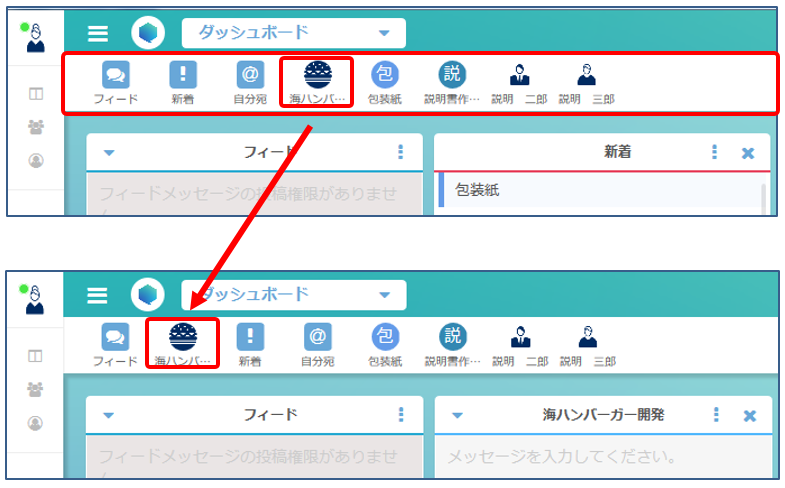 ダッシュボード
フィード 新着 自分宛 海ハンバ… 包装紙 説明書作… 説明 二郎 説明 三郎
! @ 包 説
フィード 新着
フィードメッセージの投稿権限がありませ 包装紙
ダッシュボード
フィード 海ハンバ… 新着 自分宛 包装紙 説明書作… 説明 二郎 説明 三郎
! @ 包 説
フィード 海ハンバーガー開発
フィードメッセージの投稿権限がありませ メッセージを入力してください。